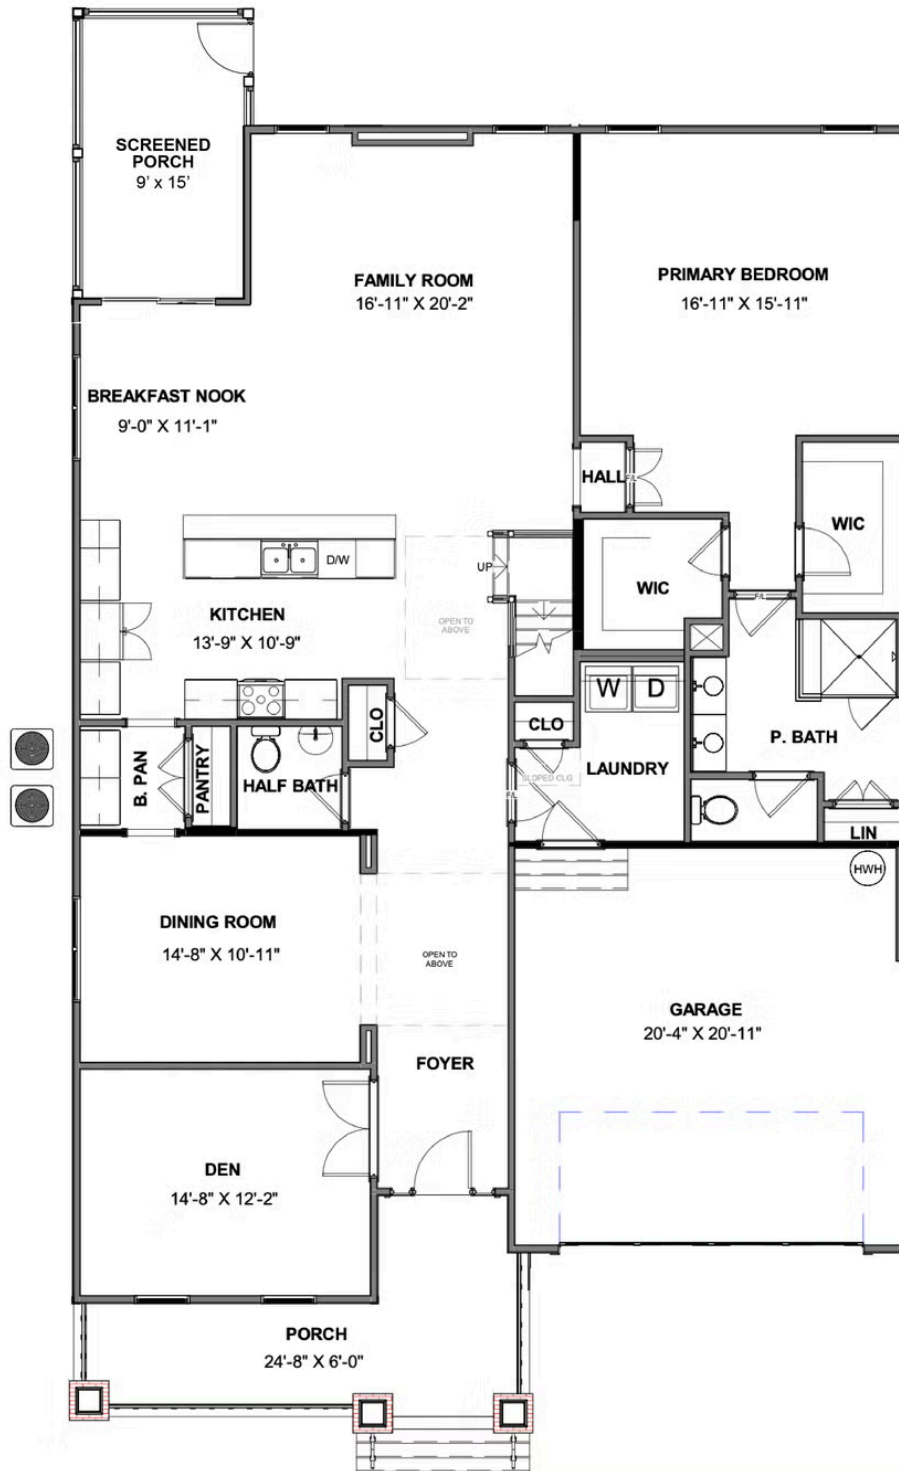 SCREENED
PORCH
9' x 15'
FAMILY ROOM
16'-11" X 20'-2"
PRIMARY BEDROOM
16'-11" X 15'-11"
BREAKFAST NOOK
9'-0" X 11'-1"
HALL
F/L
WIC
D/W
UP
WIC
F/L
KITCHEN
13'-9" X 10'-9"
OPEN TO
ABOVE
W
D
CLO
CLO
P. BATH
B. PAN
PANTRY
HALF BATH
LAUNDRY
SLOPED CLG
F/L
LIN
HWH
DINING ROOM
14'-8" X 10'-11"
OPEN TO
ABOVE
GARAGE
20'-4" X 20'-11"
FOYER
DEN
14'-8" X 12'-2"
PORCH
24'-8" X 6'-0"